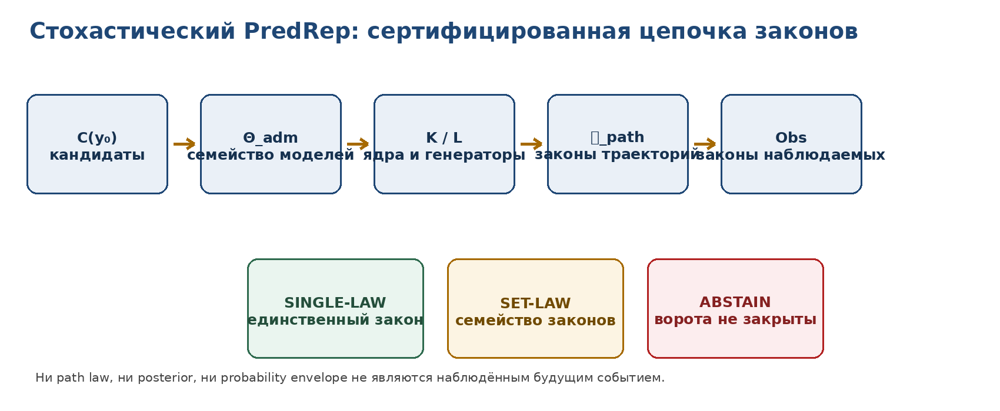 Стохастический PredRep: сертифицированная цепочка законов
C(y₀)
кандидаты
Θ_adm
семейство моделей
K / L
ядра и генераторы
▯_path
законы траекторий
Obs
законы наблюдаемых
SINGLE-LAW
единственный закон
SET-LAW
семейство законов
ABSTAIN
ворота не закрыты
Ни path law, ни posterior, ни probability envelope не являются наблюдённым будущим событием.